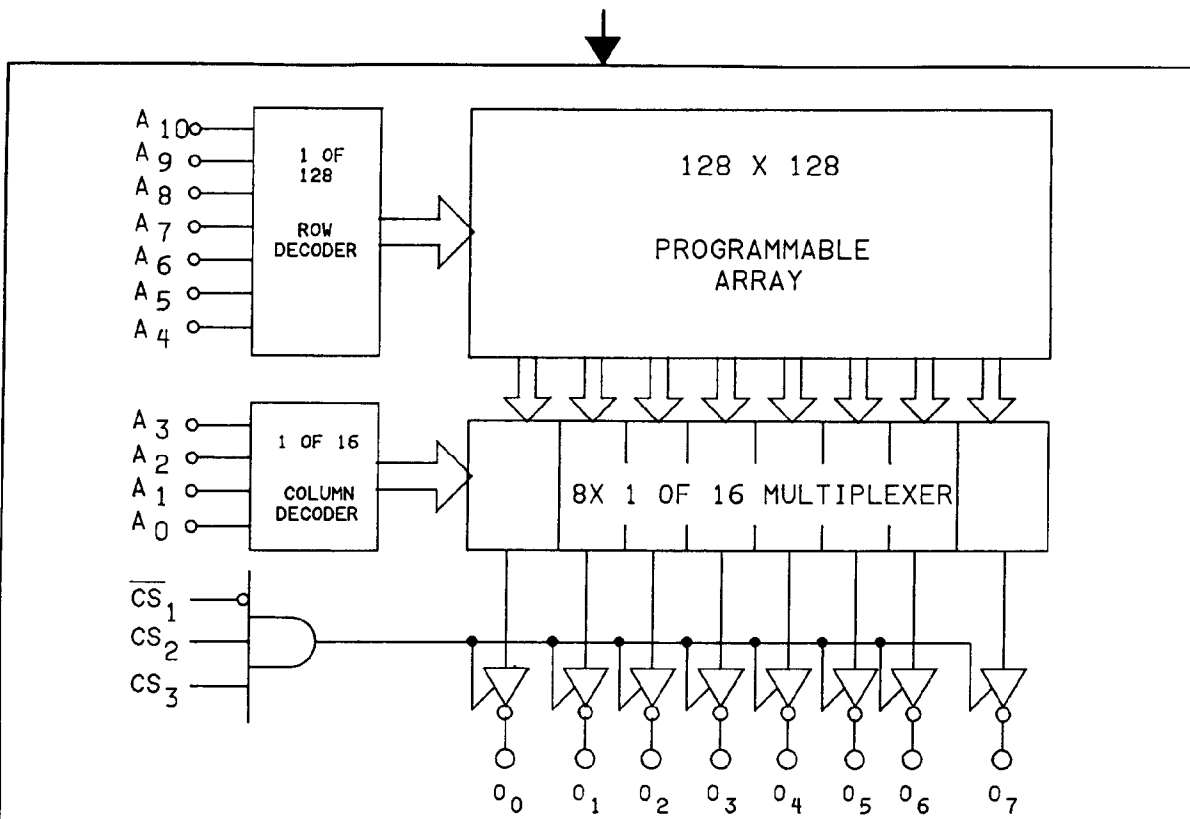 A10
A9
A8
A7
A6
A5
A4
1 OF
128
ROW
DECODER
128 X 128
PROGRAMMABLE
ARRAY
A3
A2
A1
A0
1 OF 16
COLUMN
DECODER
8X 1 OF 16 MULTIPLEXER
C̅S̅1
CS2
CS3
O0 O1 O2 O3 O4 O5 O6 O7